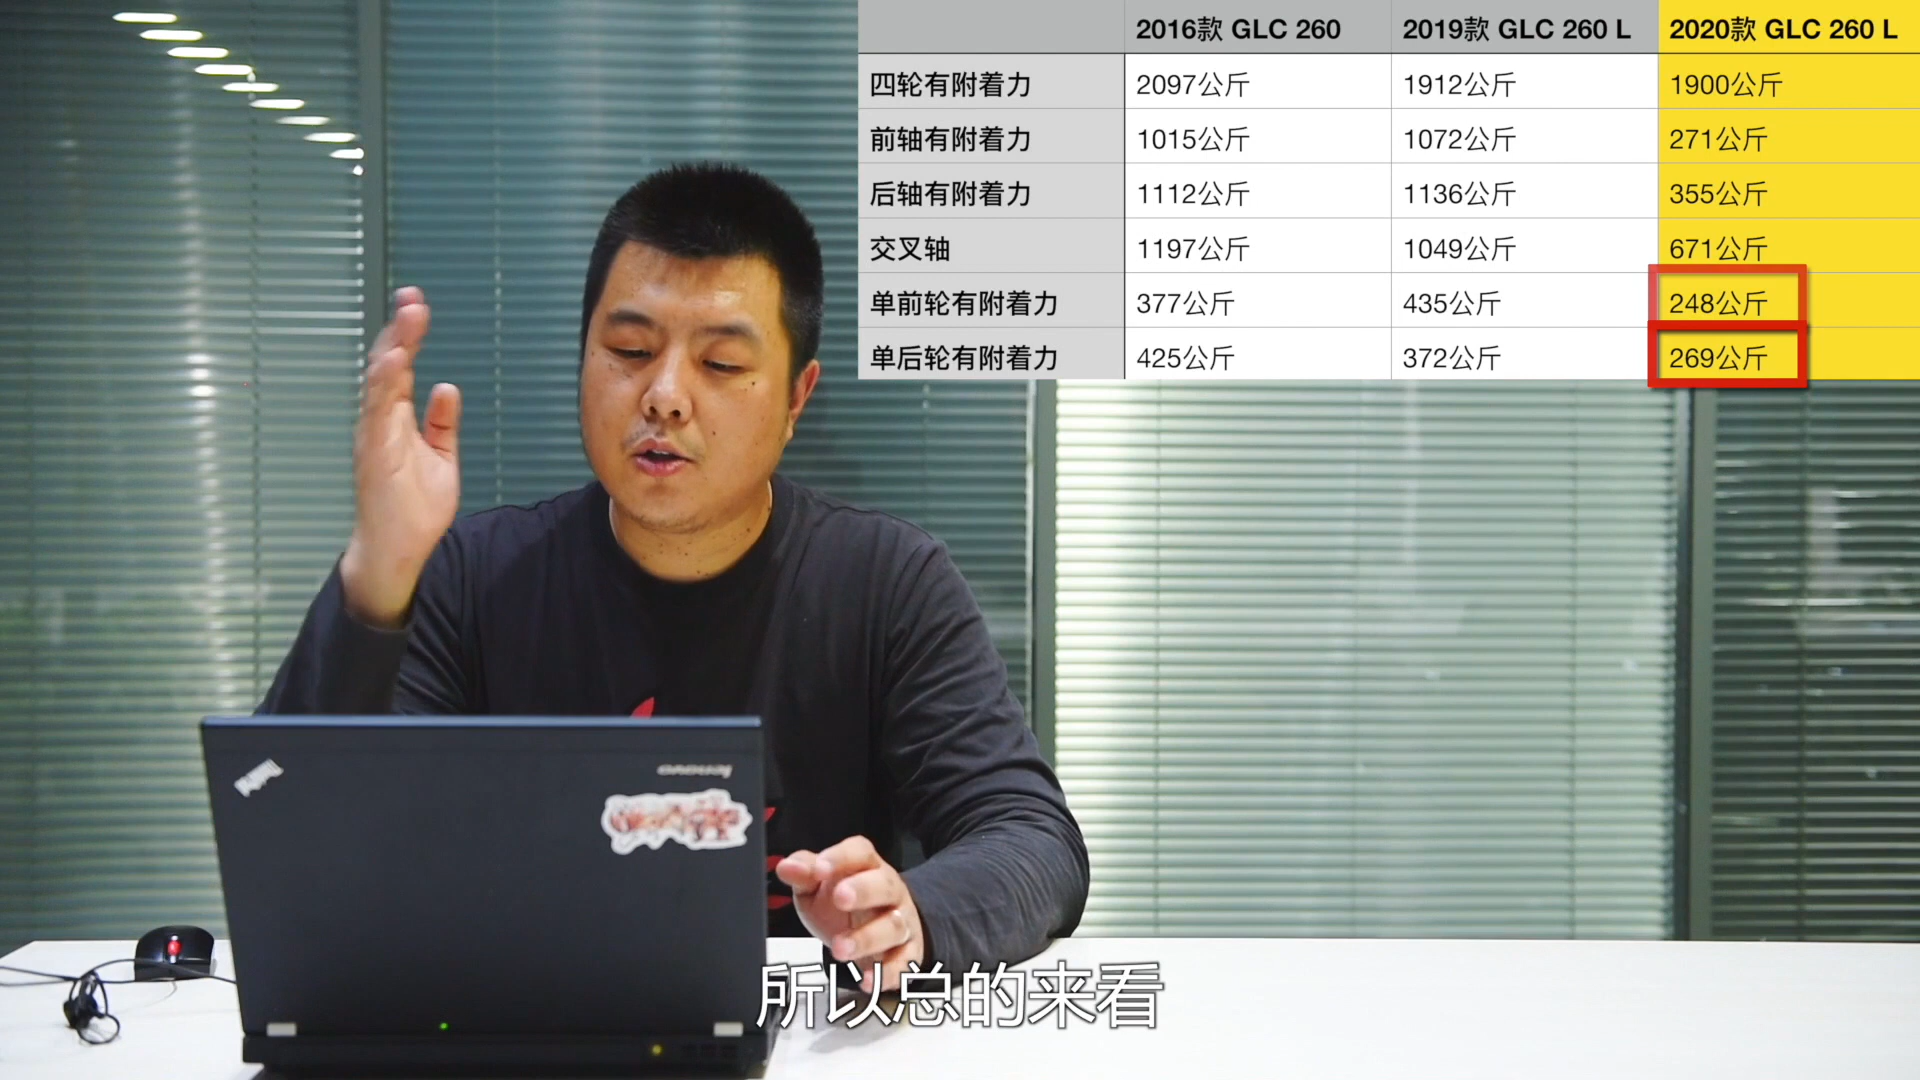 2016款 GLC 260 2019款 GLC 260 L 2020款 GLC 260 L
四轮有附着力 2097公斤 1912公斤 1900公斤
前轴有附着力 1015公斤 1072公斤 271公斤
后轴有附着力 1112公斤 1136公斤 355公斤
交叉轴 1197公斤 1049公斤 671公斤
单前轮有附着力 377公斤 435公斤 248公斤
单后轮有附着力 425公斤 372公斤 269公斤
ThinkPad
lenovo
所以总的来看